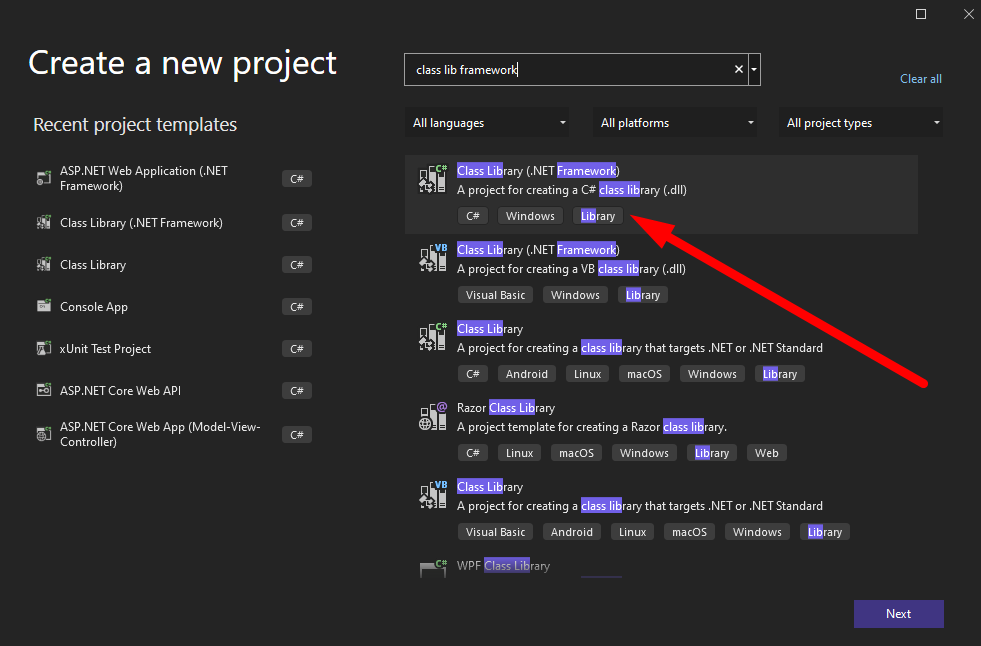 Create a new project
class lib framework
Clear all
All languages
All platforms
All project types
Recent project templates
ASP.NET Web Application (.NET
Framework)
C#
Class Library (.NET Framework)
C#
Class Library
C#
Console App
C#
xUnit Test Project
C#
ASP.NET Core Web API
C#
ASP.NET Core Web App (Model-View-
Controller)
C#
C#
Class Library (.NET Framework)
A project for creating a C# class library (.dll)
C# Windows Library
VB
Class Library (.NET Framework)
A project for creating a VB class library (.dll)
Visual Basic Windows Library
C#
Class Library
A project for creating a class library that targets .NET or .NET Standard
C# Android Linux macOS Windows Library
@
Razor Class Library
A project template for creating a Razor class library.
C# Linux macOS Windows Library Web
VB
Class Library
A project for creating a class library that targets .NET or .NET Standard
Visual Basic Android Linux macOS Windows Library
C#
WPF Class Library
Next